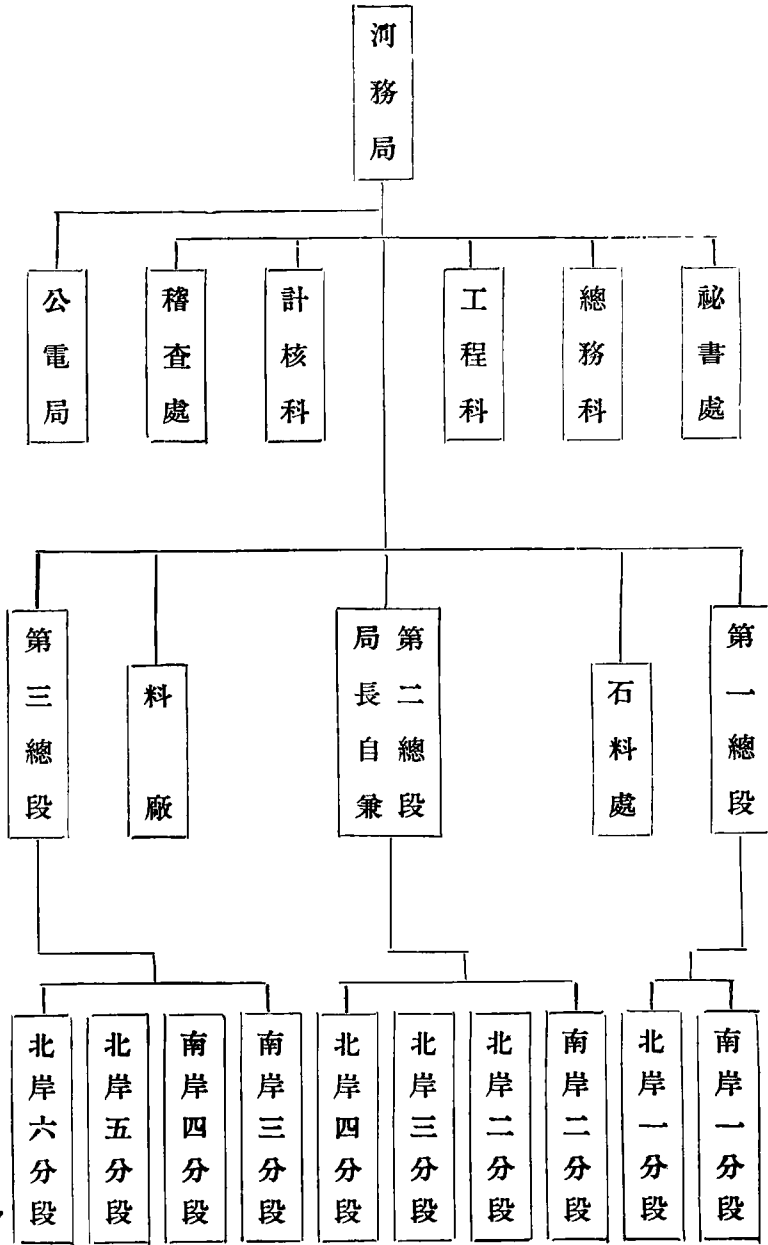 河務局
祕書處
總務科
工程科
計核科
稽查處
公電局
第一總段
石料處
第二總段
局長自兼
料廠
第三總段
南岸一分段
北岸一分段
南岸二分段
北岸二分段
北岸三分段
北岸四分段
南岸三分段
南岸四分段
北岸五分段
北岸六分段